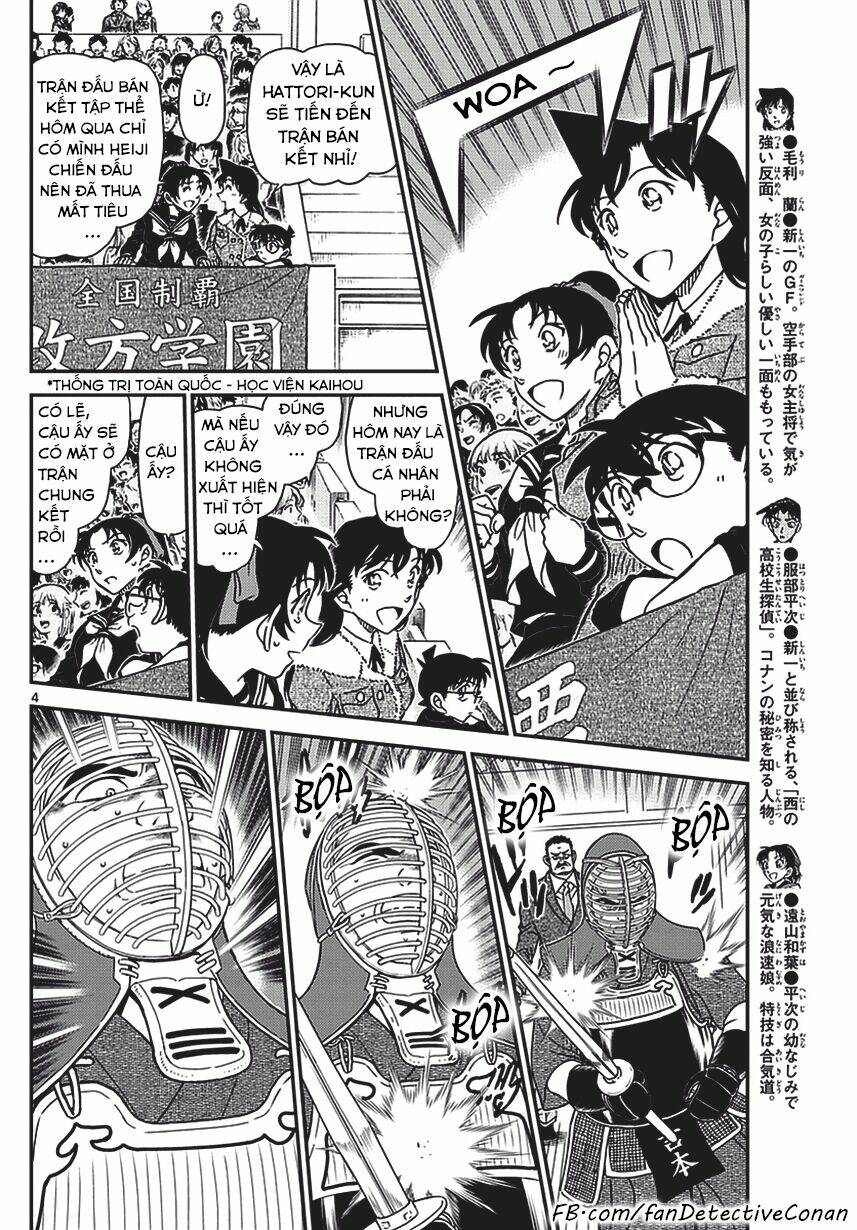 WOA ~
VẬY LÀ
HATTORI-KUN
SẼ TIẾN ĐẾN
TRẬN BÁN
KẾT NHỈ!
Ừ!
TRẬN ĐẤU BÁN
KẾT TẬP THỂ
HÔM QUA CHỈ
CÓ MÌNH HEIJI
CHIẾN ĐẤU
NÊN ĐÃ THUA
MẤT TIÊU
...
全国制覇
改方学園
*THỐNG TRỊ TOÀN QUỐC - HỌC VIỆN KAIHOU
NHƯNG
HÔM NAY LÀ
TRẬN ĐẤU
CÁ NHÂN
PHẢI
KHÔNG?
ĐÚNG
VẬY ĐÓ
...
MÀ NẾU
CẬU ẤY
KHÔNG
XUẤT HIỆN
THÌ TỐT
QUÁ
...
CẬU
ẤY?
CÓ LẼ,
CẬU ẤY SẼ
CÓ MẶT Ở
TRẬN
CHUNG
KẾT
RỒI
...
西
4
BỘP
BỘP
BỘP
BỘP
吉本
●毛利 蘭●新一のGF。空手部の女主将で気が
強い反面、女の子らしい優しい一面ももっている。
●服部平次●新一と並び称される、「西の
高校生探偵」。コナンの秘密を知る人物。
●遠山和葉●平次の幼なじみで
元気な浪速娘。特技は合気道。
FB.com/fanDetectiveConan